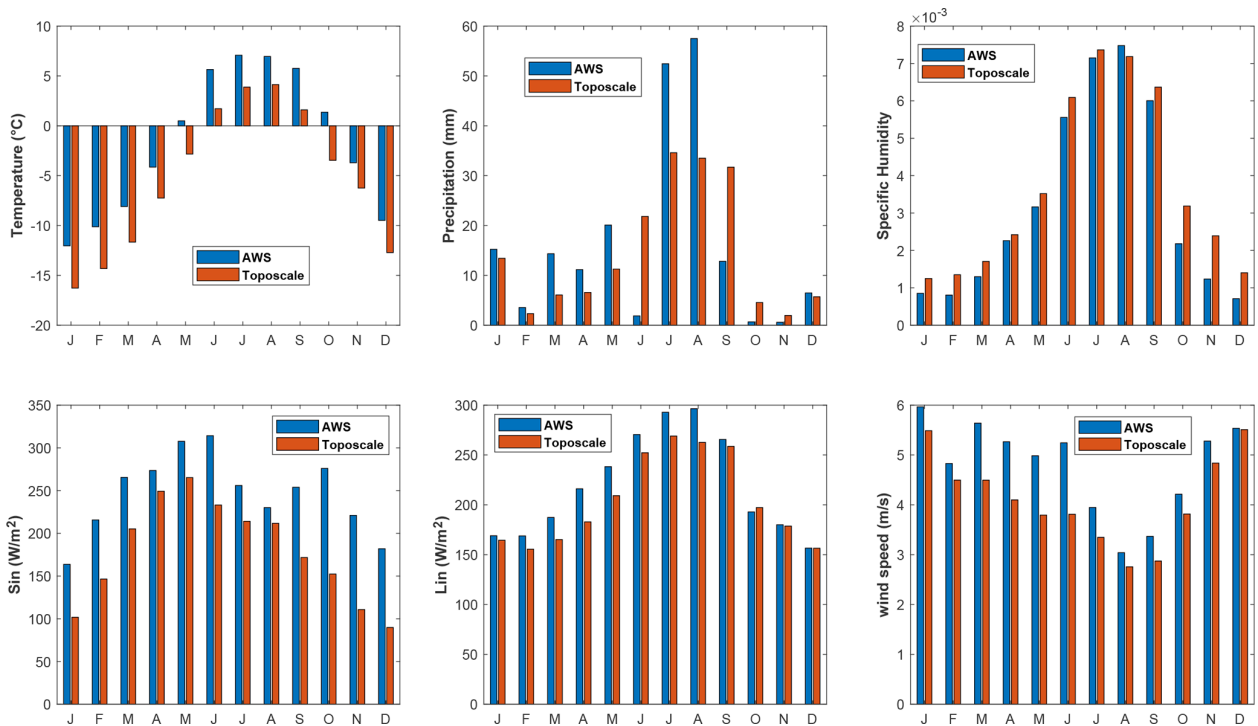 Temperature (°C)
10
5
0
-5
-10
-15
-20
AWS
Toposcale
J F M A M J J A S O N D
Precipitation (mm)
60
50
40
30
20
10
0
AWS
Toposcale
J F M A M J J A S O N D
Specific Humidity
×10⁻³
8
7
6
5
4
3
2
1
0
AWS
Toposcale
J F M A M J J A S O N D
Sin (W/m²)
350
300
250
200
150
100
50
0
AWS
Toposcale
J F M A M J J A S O N D
Lin (W/m²)
300
250
200
150
100
50
0
AWS
Toposcale
J F M A M J J A S O N D
wind speed (m/s)
6
5
4
3
2
1
0
AWS
Toposcale
J F M A M J J A S O N D